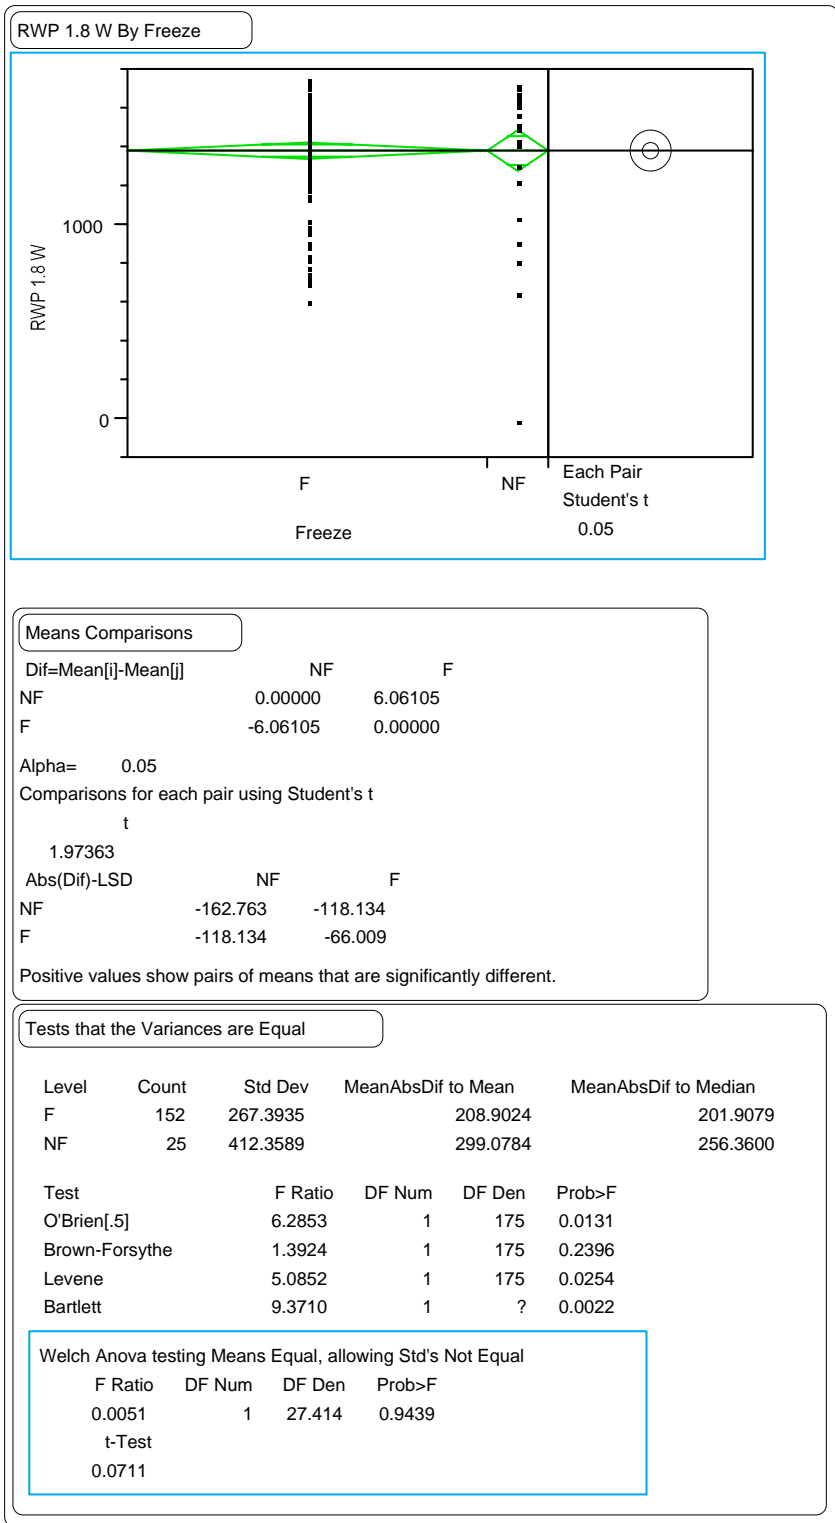 RWP 1.8 W By Freeze
RWP 1.8 W
1000
0
F
NF
Freeze
Each Pair
Student's t
0.05
Means Comparisons
Dif=Mean[i]-Mean[j] NF F
NF 0.00000 6.06105
F -6.06105 0.00000
Alpha= 0.05
Comparisons for each pair using Student's t
t
1.97363
Abs(Dif)-LSD NF F
NF -162.763 -118.134
F -118.134 -66.009
Positive values show pairs of means that are significantly different.
Tests that the Variances are Equal
Level Count Std Dev MeanAbsDif to Mean MeanAbsDif to Median
F 152 267.3935 208.9024 201.9079
NF 25 412.3589 299.0784 256.3600
Test F Ratio DF Num DF Den Prob>F
O'Brien[.5] 6.2853 1 175 0.0131
Brown-Forsythe 1.3924 1 175 0.2396
Levene 5.0852 1 175 0.0254
Bartlett 9.3710 1 ? 0.0022
Welch Anova testing Means Equal, allowing Std's Not Equal
F Ratio DF Num DF Den Prob>F
0.0051 1 27.414 0.9439
t-Test
0.0711